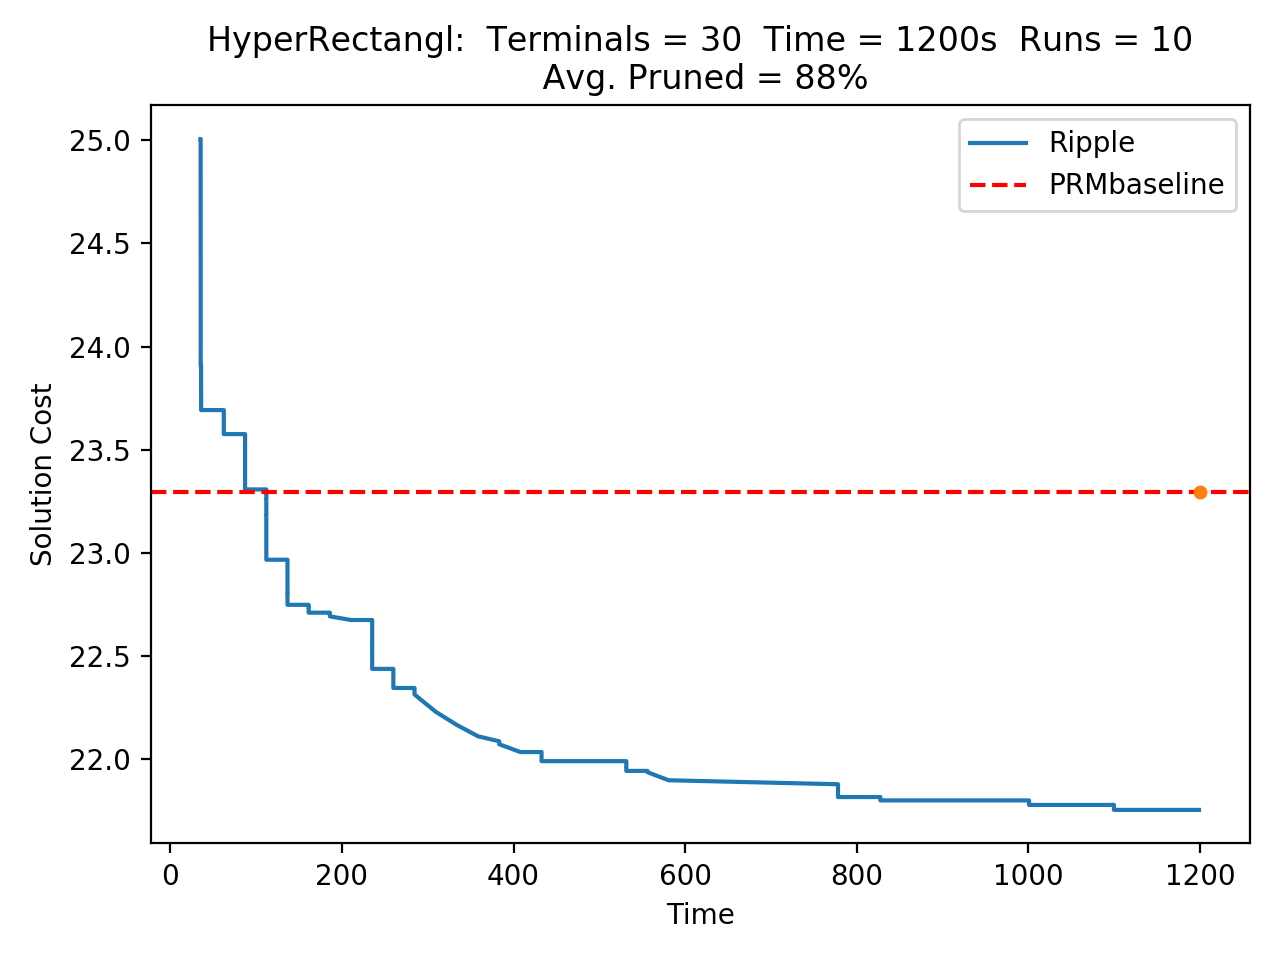 HyperRectangl: Terminals = 30 Time = 1200s Runs = 10
Avg. Pruned = 88%
Ripple
PRMbaseline
Solution Cost
25.0
24.5
24.0
23.5
23.0
22.5
22.0
0 200 400 600 800 1000 1200
Time